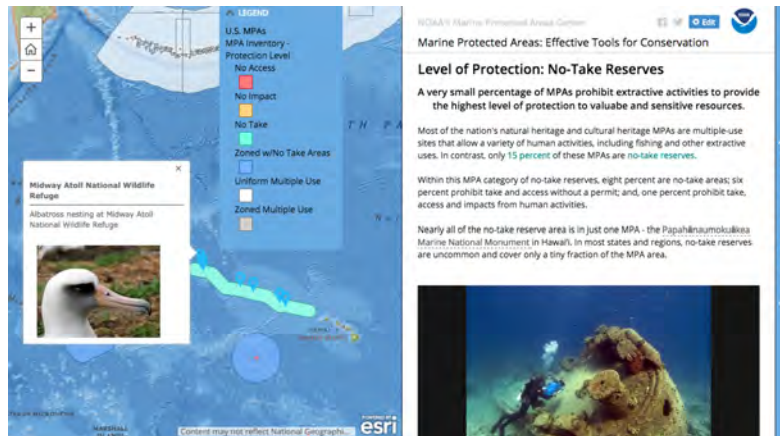 LEGEND
U.S. MPAs
MPA Inventory -
Protection Level
No Access
No Impact
No Take
Zoned w/No Take Areas
Uniform Multiple Use
Zoned Multiple Use
Midway Atoll National Wildlife
Refuge
Albatross nesting at Midway Atoll
National Wildlife Refuge
Content may not reflect National Geographi...
POWERED BY
esri
NOAA's Marine Protected Areas Center
Edit
Marine Protected Areas: Effective Tools for Conservation
Level of Protection: No-Take Reserves
A very small percentage of MPAs prohibit extractive activities to provide
the highest level of protection to valuabe and sensitive resources.
Most of the nation's natural heritage and cultural heritage MPAs are multiple-use
sites that allow a variety of human activities, including fishing and other extractive
uses. In contrast, only 15 percent of these MPAs are no-take reserves.
Within this MPA category of no-take reserves, eight percent are no-take areas; six
percent prohibit take and access without a permit; and, one percent prohibit take,
access and impacts from human activities.
Nearly all of the no-take reserve area is in just one MPA - the Papahānaumokuākea
Marine National Monument in Hawai'i. In most states and regions, no-take reserves
are uncommon and cover only a tiny fraction of the MPA area.